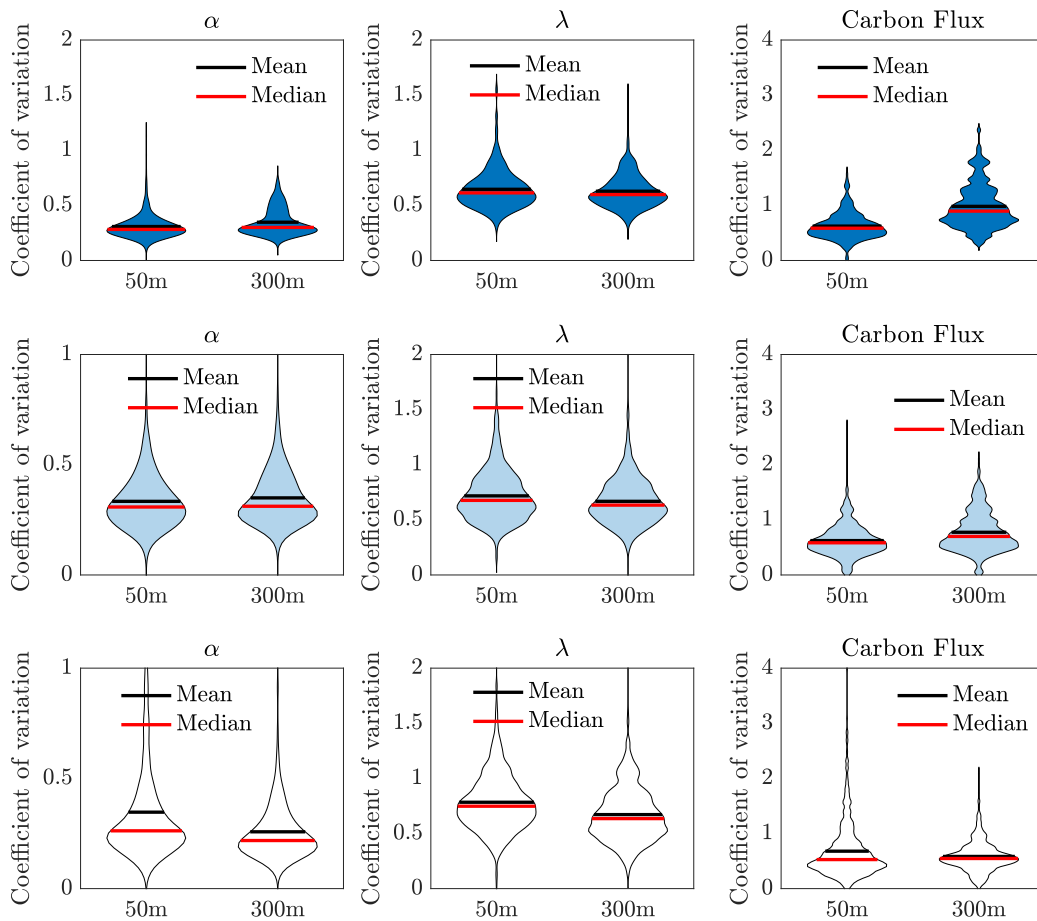 α
Coefficient of variation
2
1.5
1
0.5
0
Mean
Median
50m
300m
λ
Coefficient of variation
2
1.5
1
0.5
0
Mean
Median
50m
300m
Carbon Flux
Coefficient of variation
4
3
2
1
0
Mean
Median
50m
α
Coefficient of variation
1
0.5
0
Mean
Median
50m
300m
λ
Coefficient of variation
2
1.5
1
0.5
0
Mean
Median
50m
300m
Carbon Flux
Coefficient of variation
4
3
2
1
0
Mean
Median
50m
300m
α
Coefficient of variation
1
0.5
0
Mean
Median
50m
300m
λ
Coefficient of variation
2
1.5
1
0.5
0
Mean
Median
50m
300m
Carbon Flux
Coefficient of variation
4
3
2
1
0
Mean
Median
50m
300m